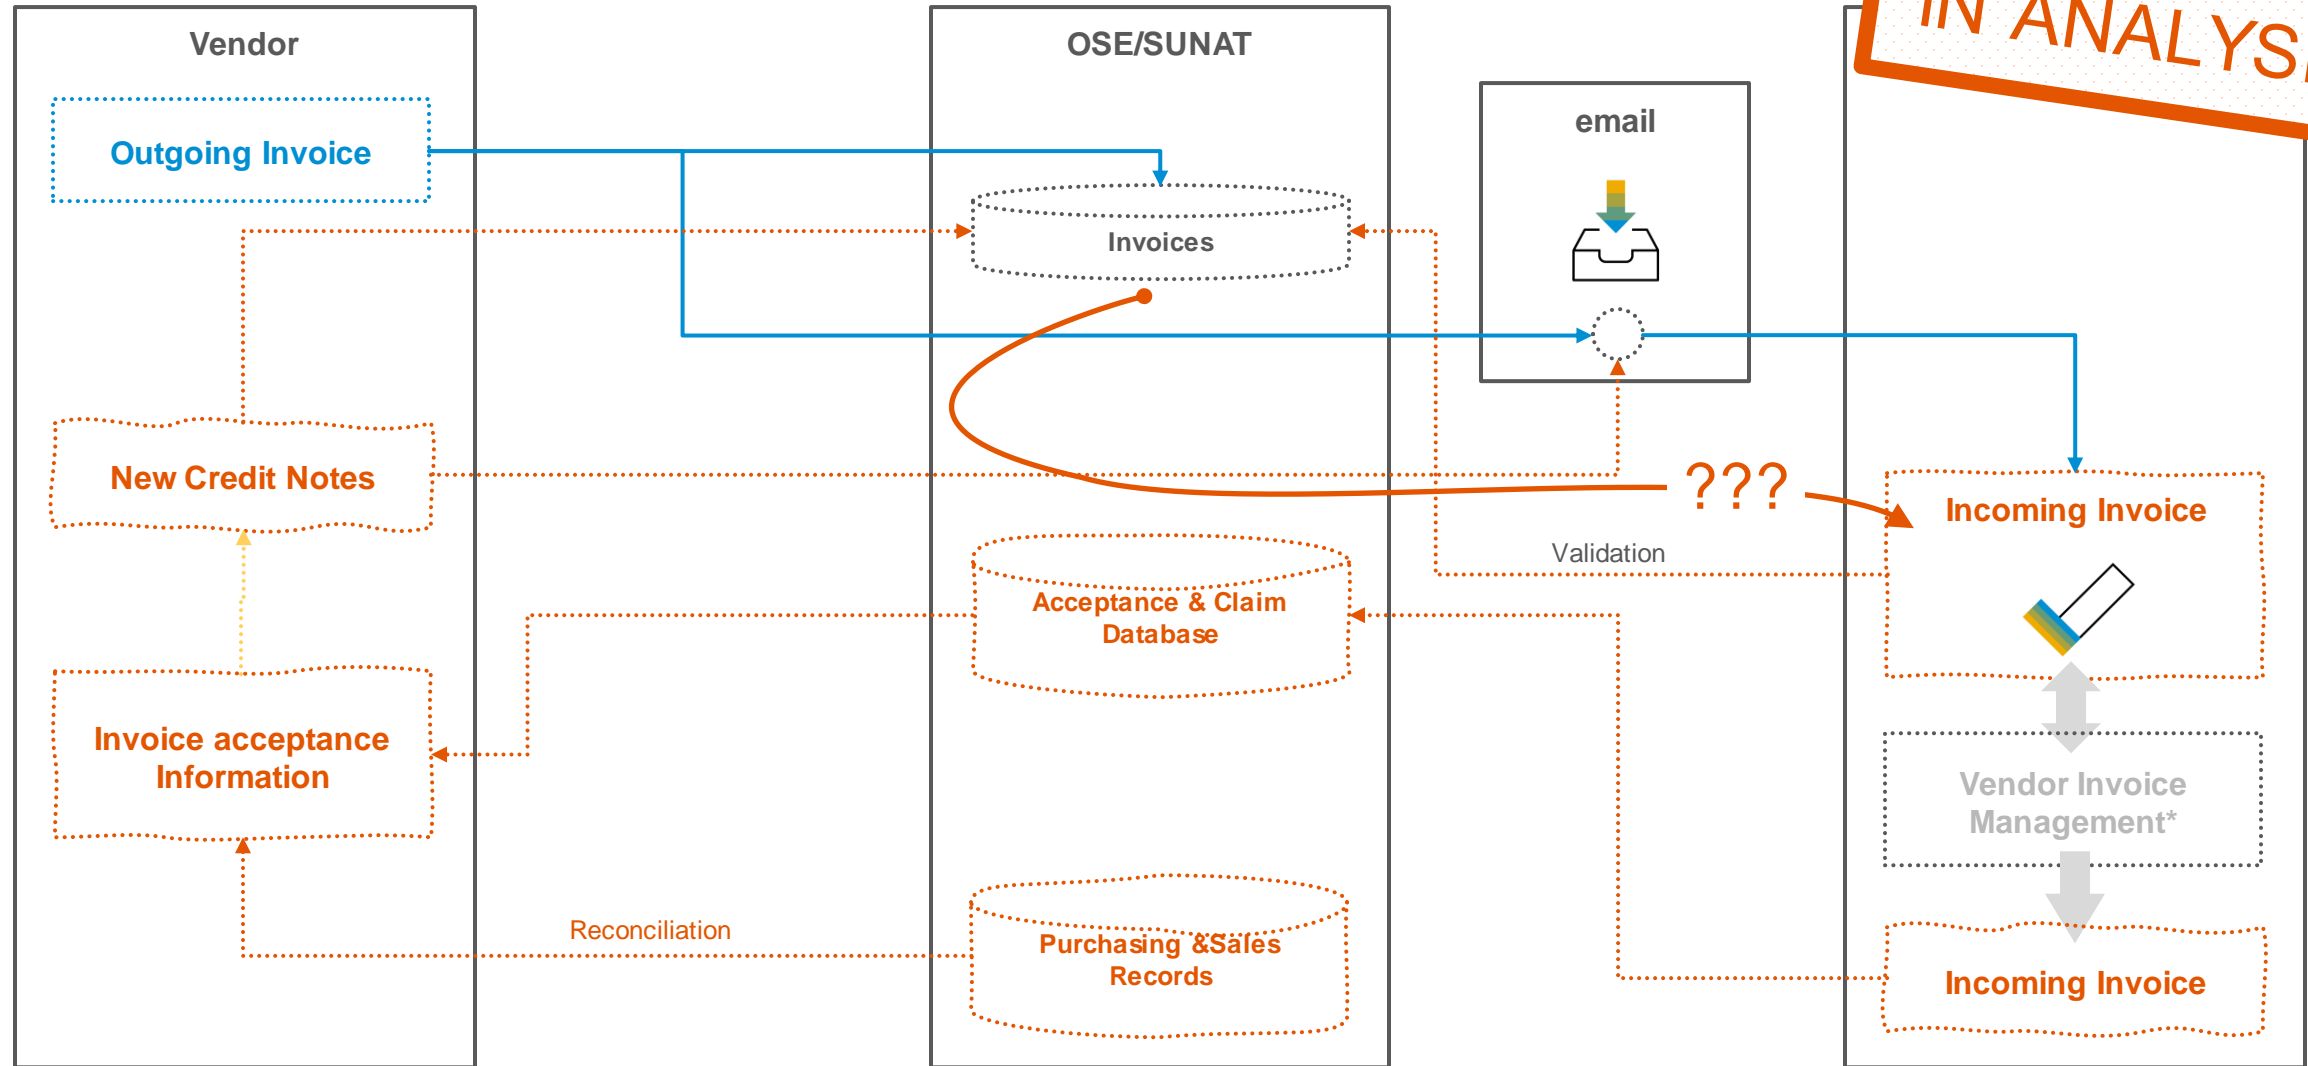 Vendor
OSE/SUNAT
IN ANALYS
email
Outgoing Invoice
Invoices
New Credit Notes
???
Incoming Invoice
Validation
Acceptance & Claim
Database
Invoice acceptance
Information
Vendor Invoice
Management*
Reconciliation
Purchasing &Sales
Records
Incoming Invoice